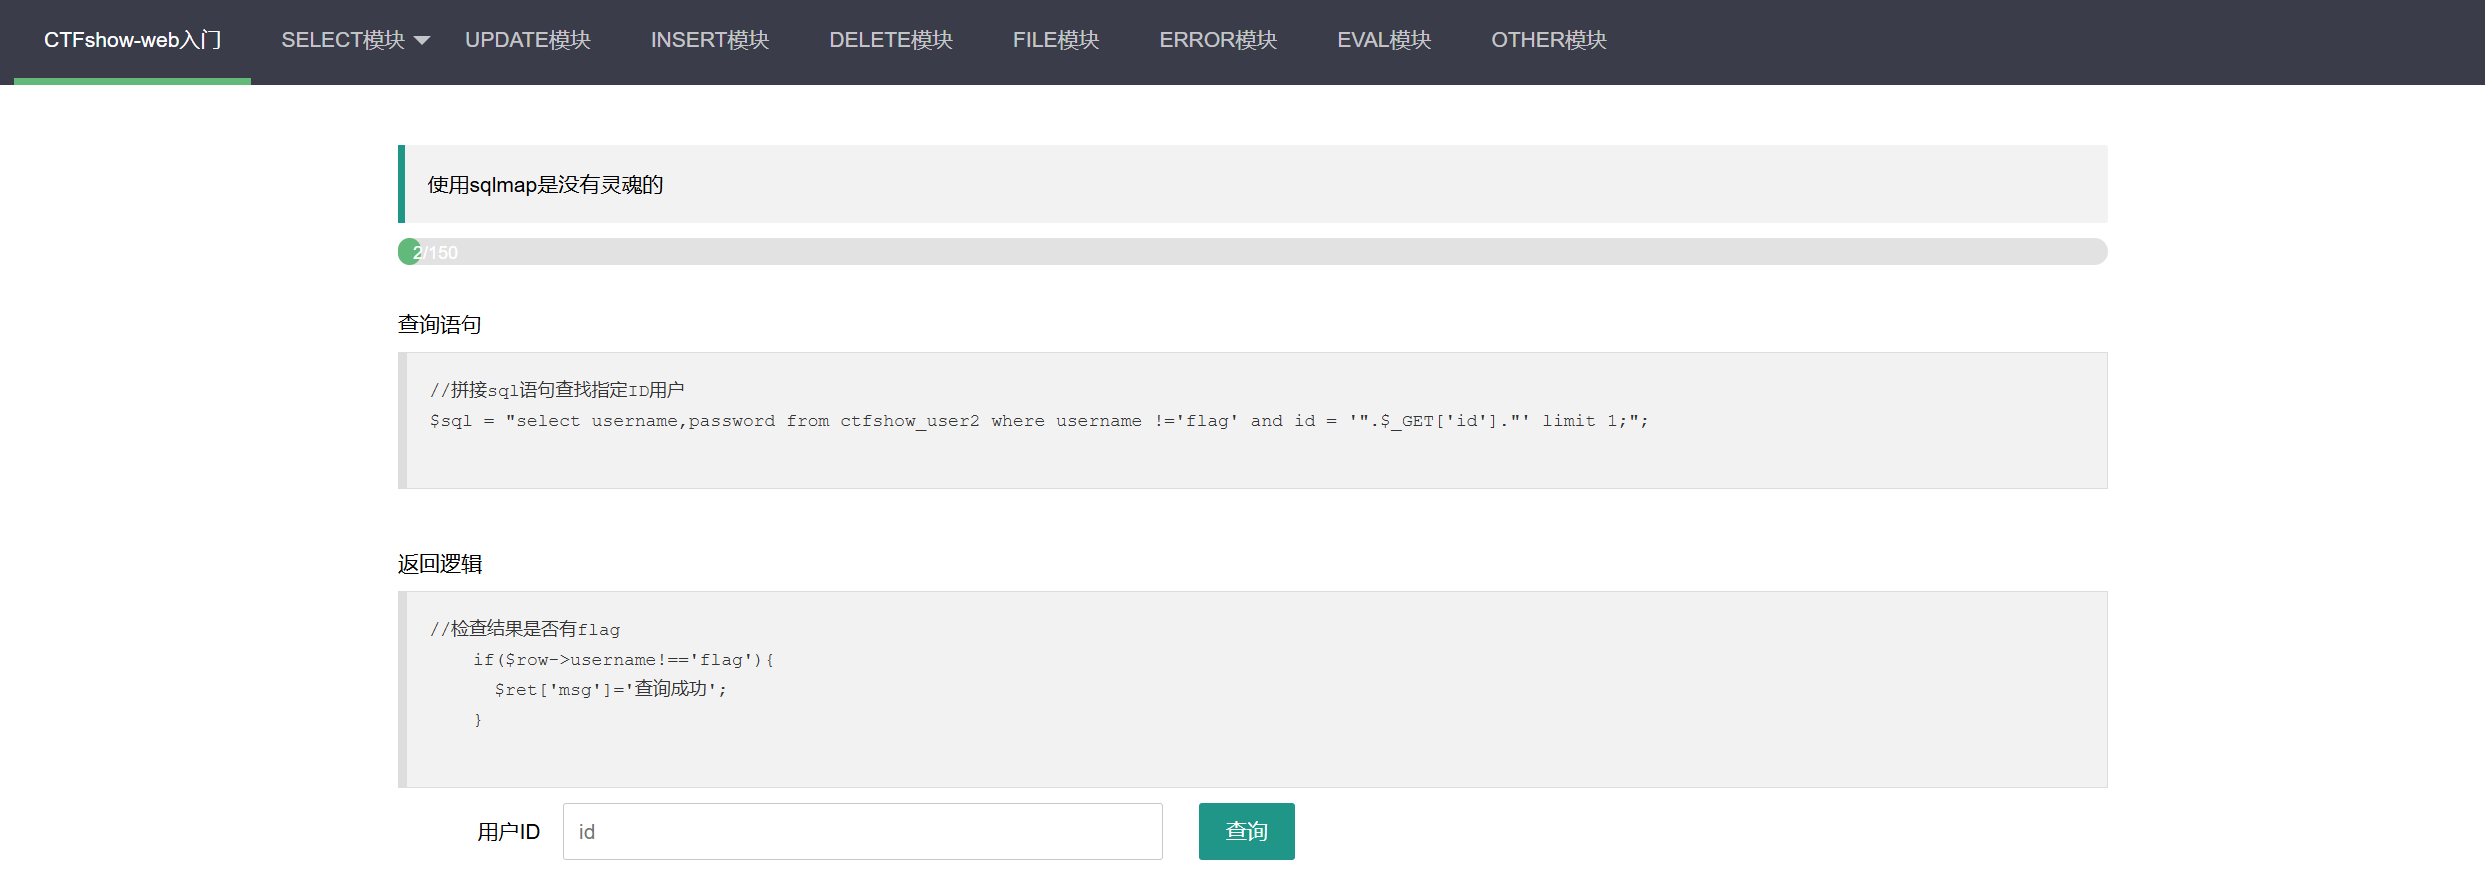 CTFshow-web入门 SELECT模块 UPDATE模块 INSERT模块 DELETE模块 FILE模块 ERROR模块 EVAL模块 OTHER模块
使用sqlmap是没有灵魂的
2/150
查询语句
//拼接sql语句查找指定ID用户
$sql = "select username,password from ctfshow_user2 where username !='flag' and id = '".$_GET['id']."' limit 1;";
返回逻辑
//检查结果是否有flag
    if($row->username!=='flag'){
      $ret['msg']='查询成功';
    }
用户ID id 查询